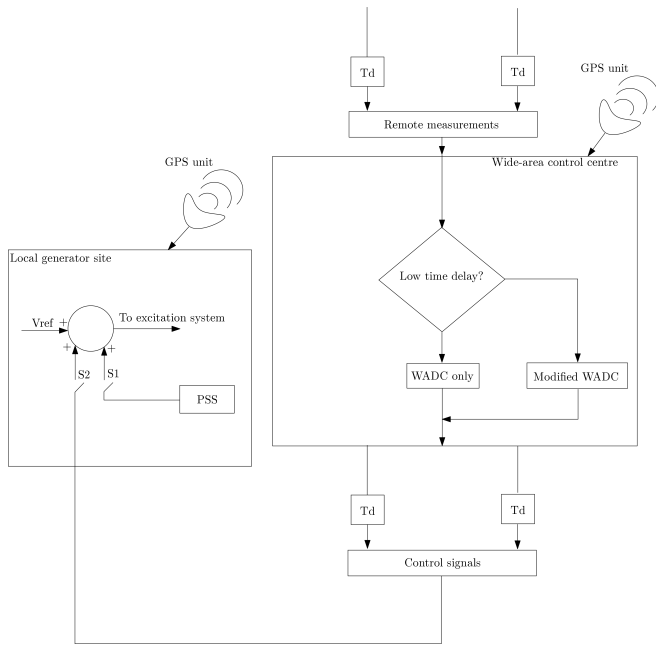 Td
Td
GPS unit
Remote measurements
Wide-area control centre
GPS unit
Local generator site
Low time delay?
To excitation system
Vref
+
+
+
S2
S1
WADC only
Modified WADC
PSS
Td
Td
Control signals